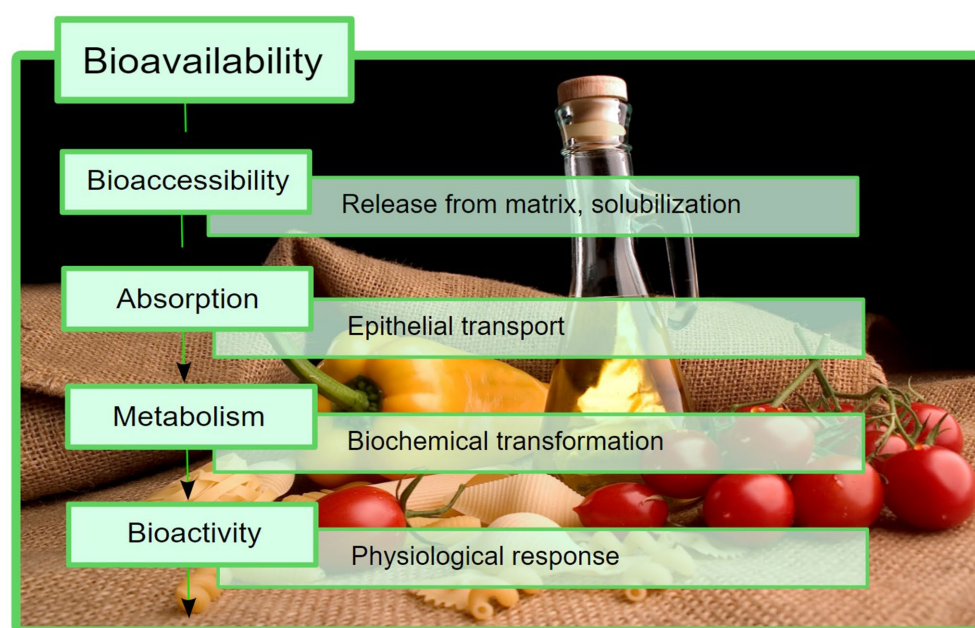 Bioavailability
Bioaccessibility
Release from matrix, solubilization
Absorption
Epithelial transport
Metabolism
Biochemical transformation
Bioactivity
Physiological response